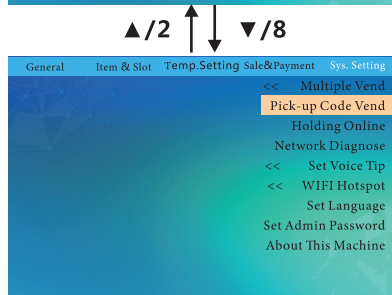 ▲/2 ▼/8
General Item & Slot Temp.Setting Sale&Payment Sys. Setting
<< Multiple Vend
Pick-up Code Vend
Holding Online
Network Diagnose
<< Set Voice Tip
<< WIFI Hotspot
Set Language
Set Admin Password
About This Machine